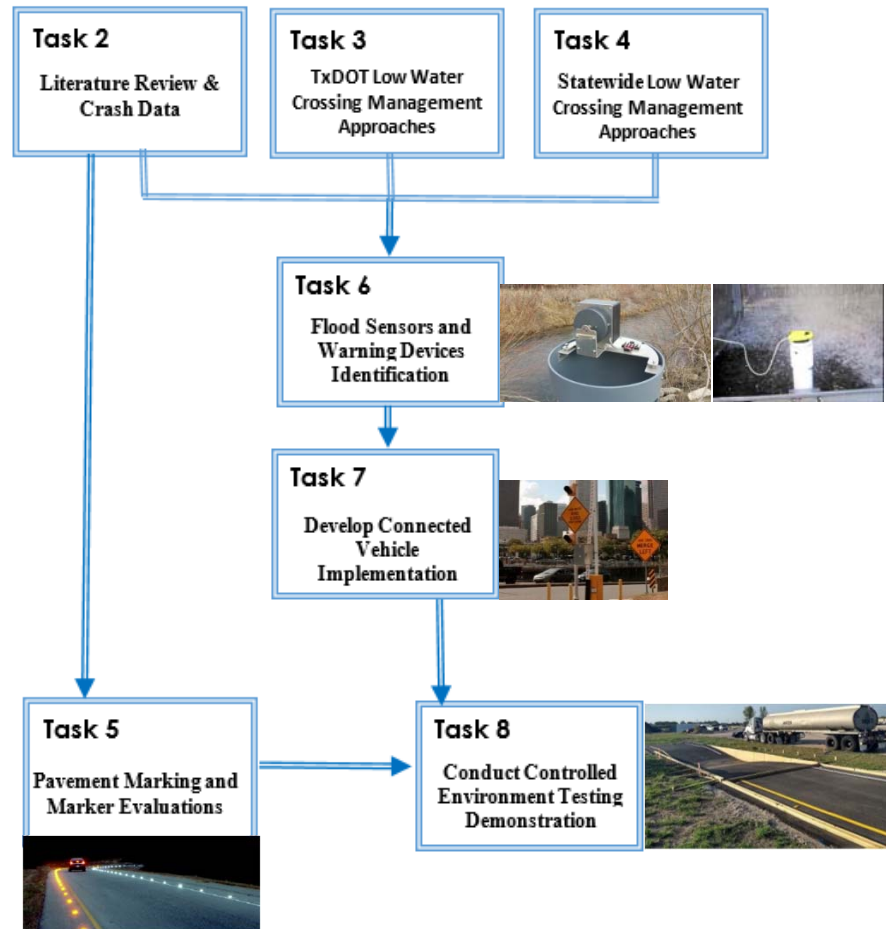 Task 2
Literature Review &
Crash Data
Task 3
TxDOT Low Water
Crossing Management
Approaches
Task 4
Statewide Low Water
Crossing Management
Approaches
Task 6
Flood Sensors and
Warning Devices
Identification
Task 7
Develop Connected
Vehicle
Implementation
MERGE
LEFT
Task 5
Pavement Marking and
Marker Evaluations
Task 8
Conduct Controlled
Environment Testing
Demonstration